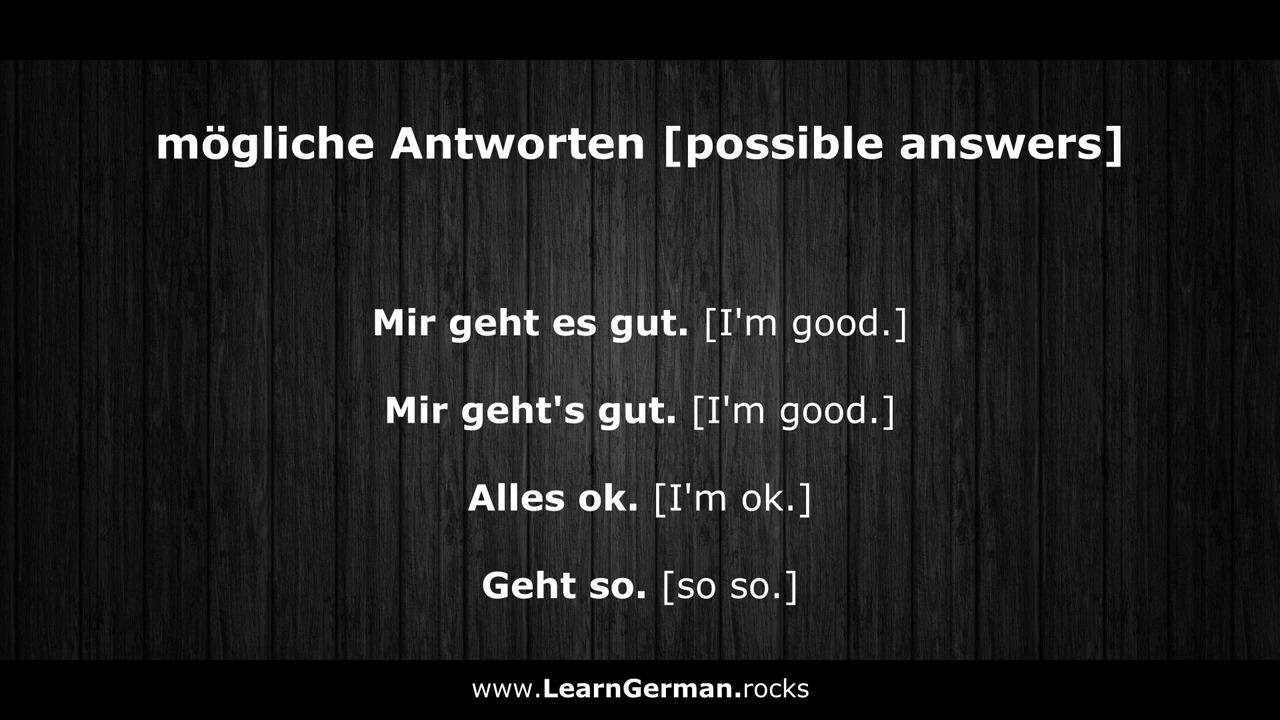 mögliche Antworten [possible answers]
Mir geht es gut. [I'm good.]
Mir geht's gut. [I'm good.]
Alles ok. [I'm ok.]
Geht so. [so so.]
www.LearnGerman.rocks